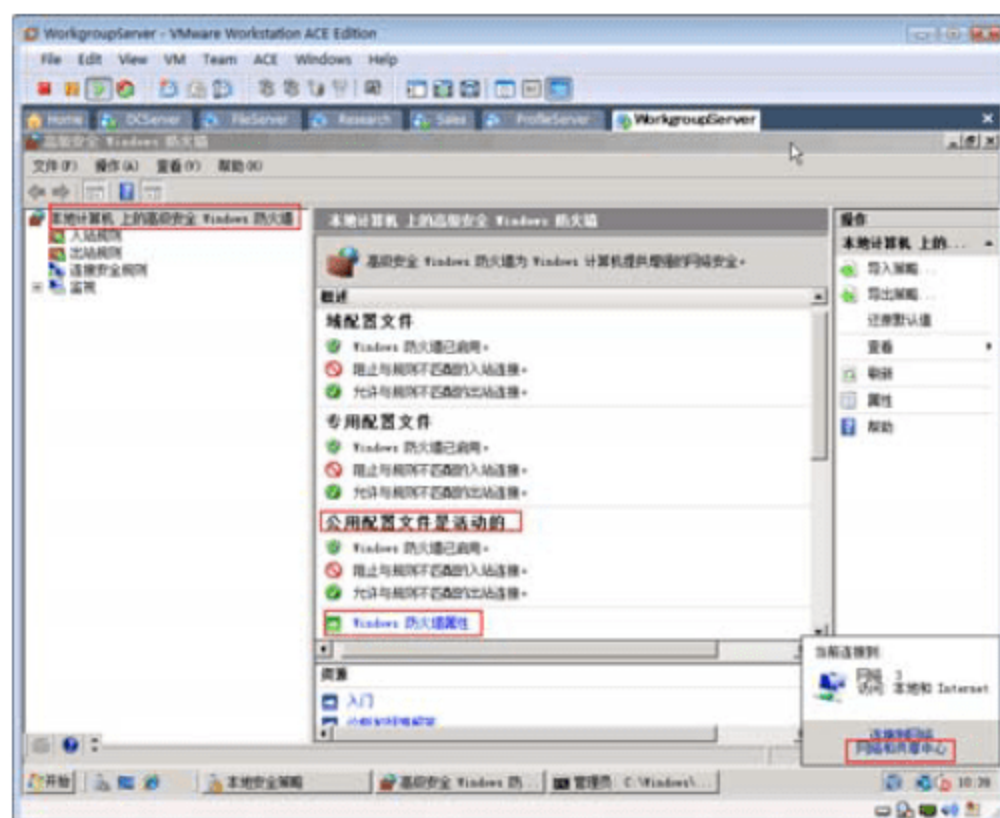 WorkgroupServer - VMware Workstation ACE Edition
File Edit View VM Team ACE Windows Help
Home DCServer FileServer Research Sales ProfileServer WorkgroupServer
高级安全 Windows 防火墙
文件(F) 操作(A) 查看(V) 帮助(H)
本地计算机 上的高级安全 Windows 防火墙
入站规则
出站规则
连接安全规则
监视
本地计算机 上的高级安全 Windows 防火墙
高级安全 Windows 防火墙为 Windows 计算机提供增强的网络安全。
概述
域配置文件
Windows 防火墙已启用。
阻止与规则不匹配的入站连接。
允许与规则不匹配的出站连接。
专用配置文件
Windows 防火墙已启用。
阻止与规则不匹配的入站连接。
允许与规则不匹配的出站连接。
公用配置文件是活动的
Windows 防火墙已启用。
阻止与规则不匹配的入站连接。
允许与规则不匹配的出站连接。
Windows 防火墙属性
资源
入门
操作
本地计算机 上的...
导入策略...
导出策略...
还原默认值
查看
刷新
属性
帮助
当前连接到:
网络 3
访问: 本地和 Internet
连接到网络
网络和共享中心
开始 本地安全策略 高级安全 Windows 防... 管理员: C:\Windows\... 10:39